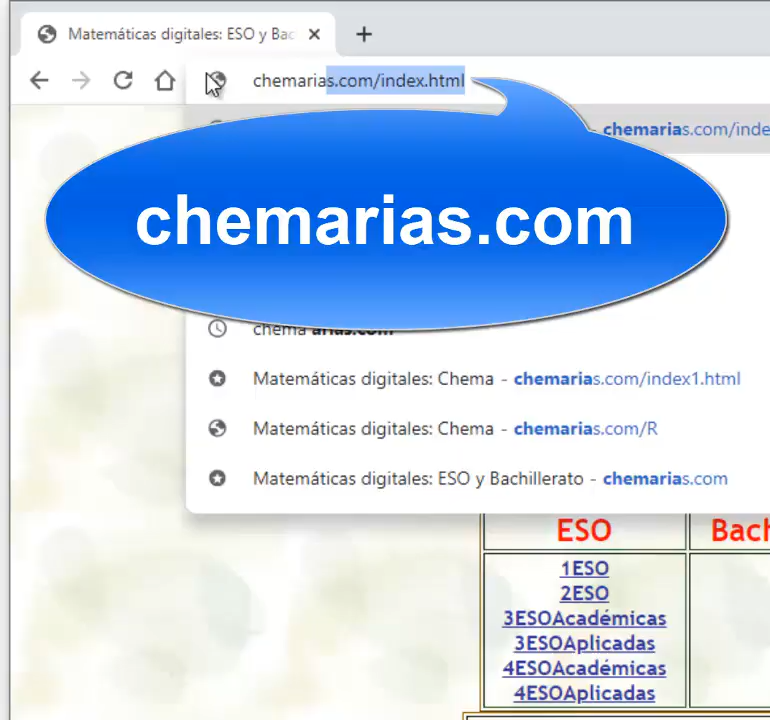 Matemáticas digitales: ESO y Bac
chemarias.com/index.html
- chemarias.com/inde
chemarias.com
chema arias.com
Matemáticas digitales: Chema - chemarias.com/index1.html
Matemáticas digitales: Chema - chemarias.com/R
Matemáticas digitales: ESO y Bachillerato - chemarias.com
ESO Bach
1ESO
2ESO
3ESOAcadémicas
3ESOAplicadas
4ESOAcadémicas
4ESOAplicadas